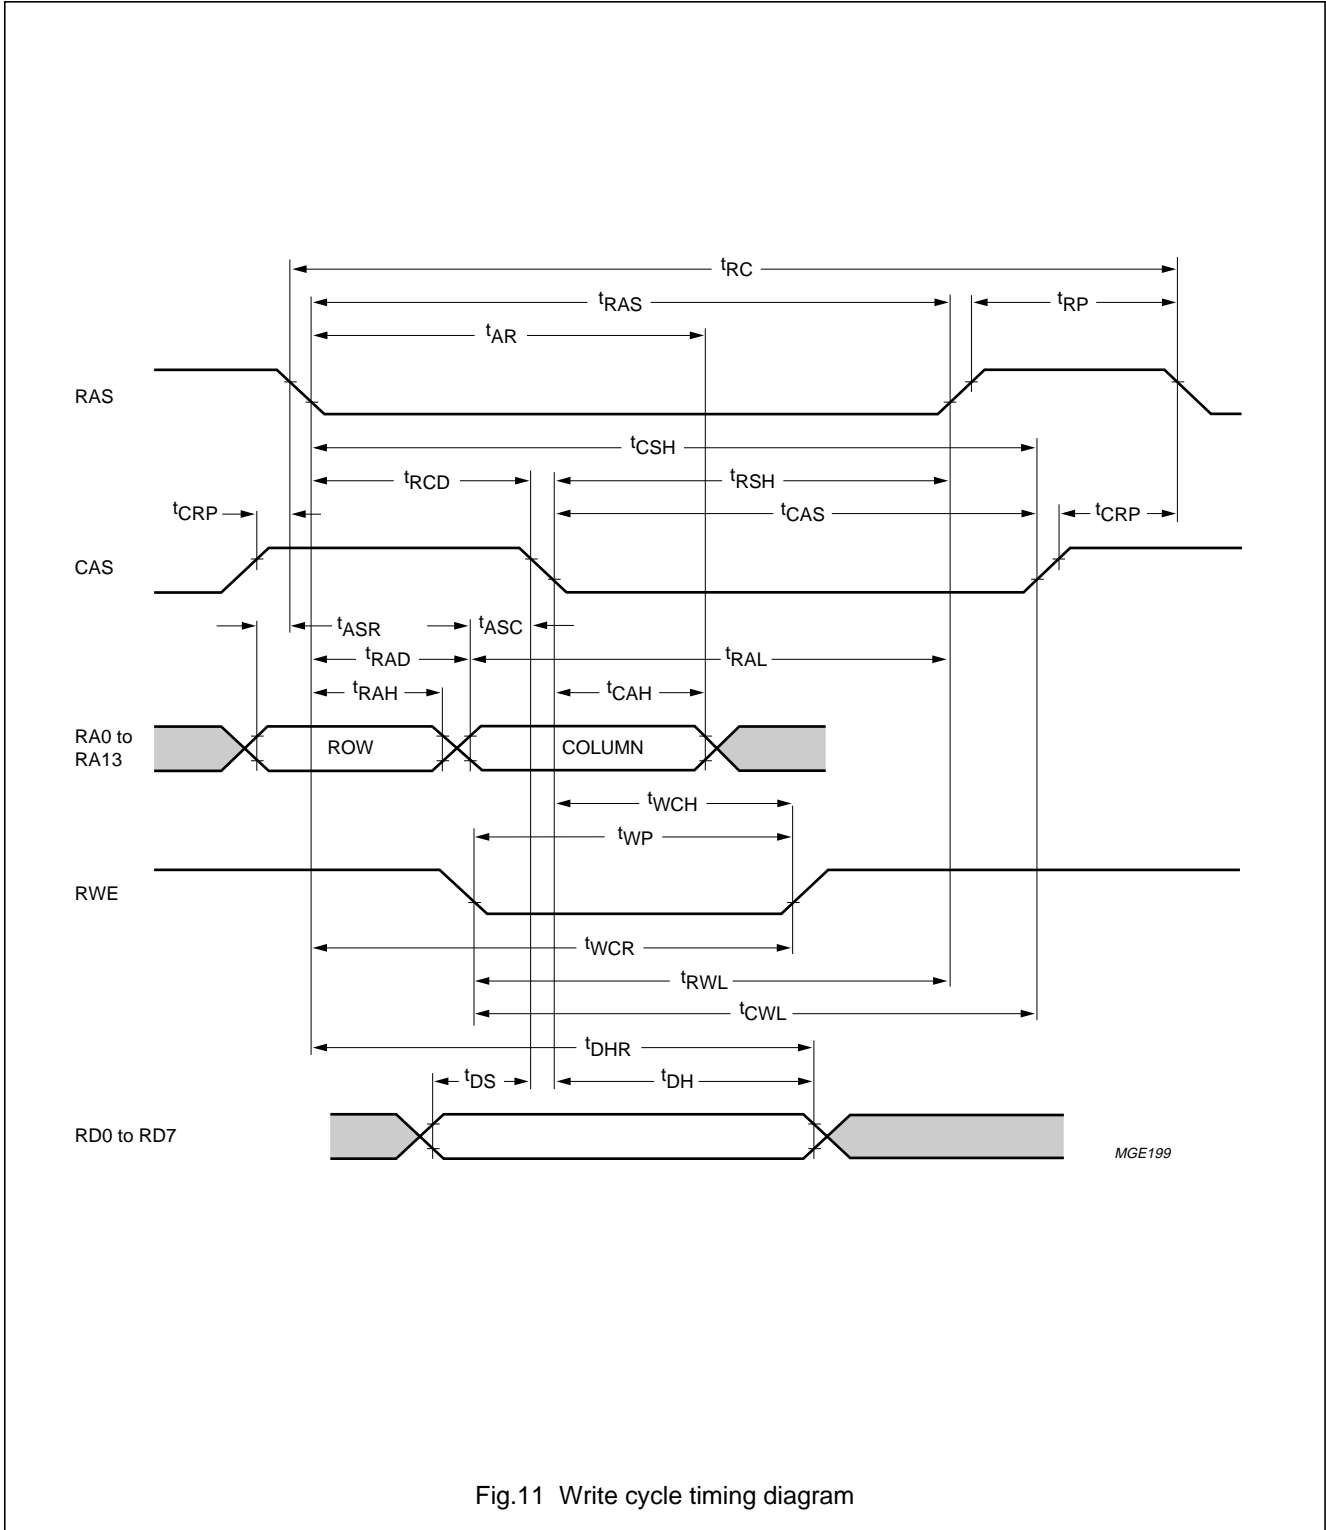 tRC
tRAS
tRP
tAR
RAS
tCSH
tRCD
tRSH
tCRP
tCAS
tCRP
CAS
tASR
tASC
tRAD
tRAL
tRAH
tCAH
RA0 to
RA13
ROW
COLUMN
tWCH
tWP
RWE
tWCR
tRWL
tCWL
tDHR
tDS
tDH
RD0 to RD7
MGE199
Fig.11 Write cycle timing diagram